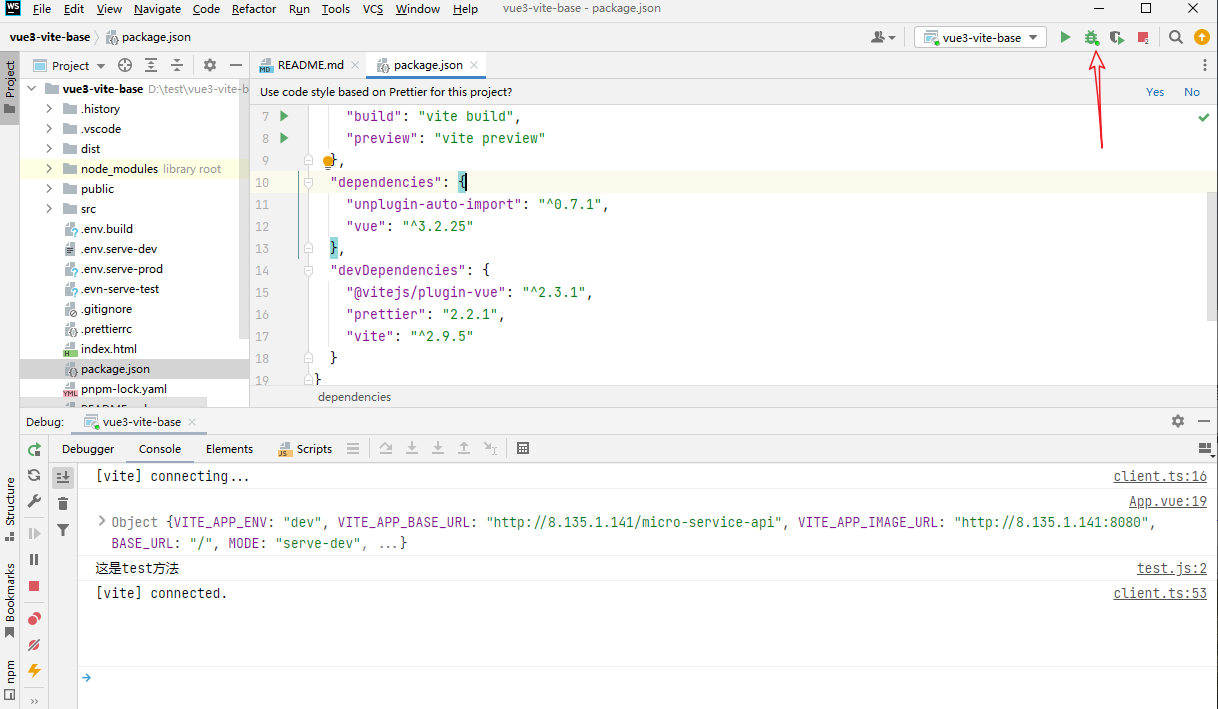 WS File Edit View Navigate Code Refactor Run Tools VCS Window Help vue3-vite-base - package.json
vue3-vite-base package.json vue3-vite-base
Project
Project
README.md package.json
vue3-vite-base D:\test\vue3-vite-b
.history
.vscode
dist
node_modules library root
public
src
.env.build
.env.serve-dev
.env.serve-prod
.evn-serve-test
.gitignore
.prettierrc
index.html
package.json
pnpm-lock.yaml
Use code style based on Prettier for this project? Yes No
7 "build": "vite build",
8 "preview": "vite preview"
9 },
10 "dependencies": {
11 "unplugin-auto-import": "^0.7.1",
12 "vue": "^3.2.25"
13 },
14 "devDependencies": {
15 "@vitejs/plugin-vue": "^2.3.1",
16 "prettier": "2.2.1",
17 "vite": "^2.9.5"
18 }
19 }
dependencies
Debug: vue3-vite-base
Debugger Console Elements Scripts
[vite] connecting... client.ts:16
App.vue:19
Object {VITE_APP_ENV: "dev", VITE_APP_BASE_URL: "http://8.135.1.141/micro-service-api", VITE_APP_IMAGE_URL: "http://8.135.1.141:8080",
BASE_URL: "/", MODE: "serve-dev", ...}
这是test方法 test.js:2
[vite] connected. client.ts:53
Structure
Bookmarks
npm